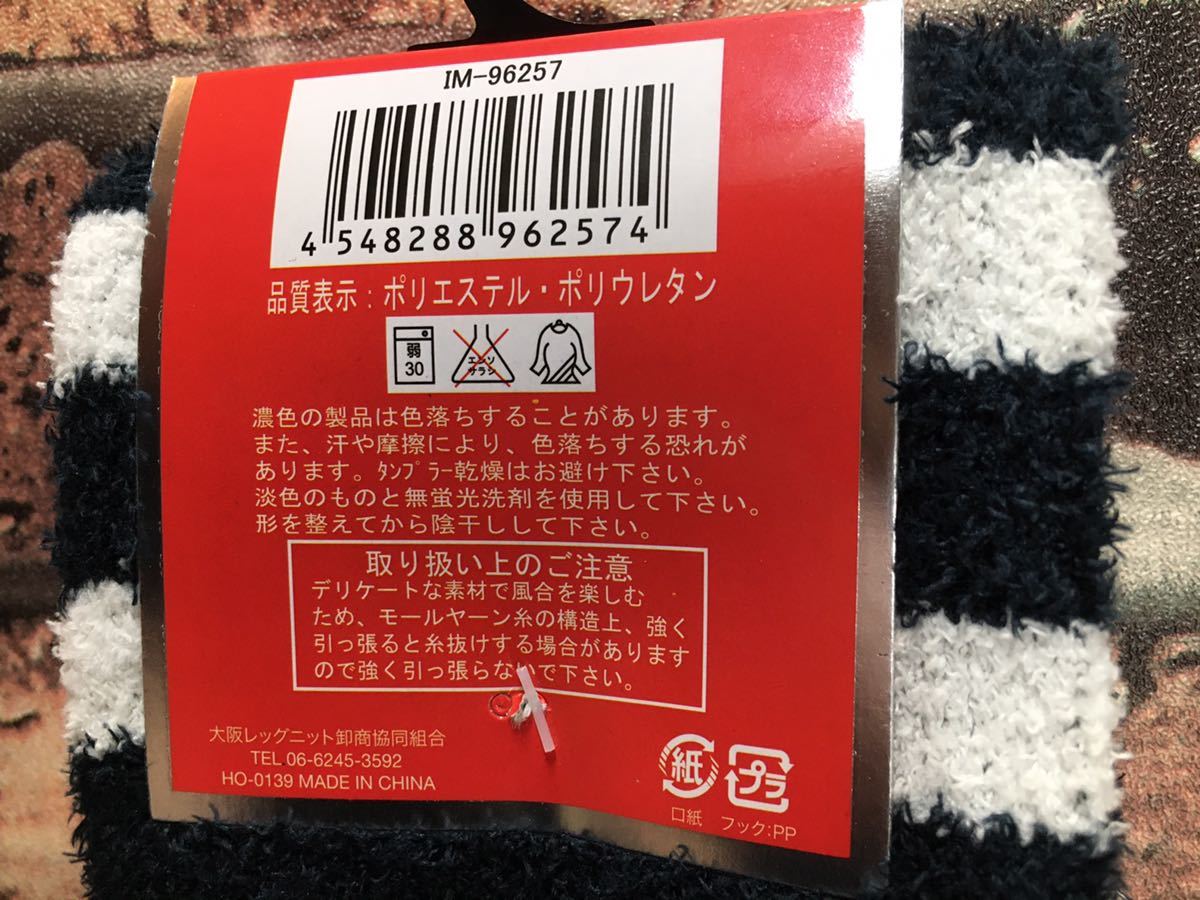 IM-96257
4 548288 962574
品質表示：ポリエステル・ポリウレタン
弱
30
エンソ
サラシ
濃色の製品は色落ちすることがあります。
また、汗や摩擦により、色落ちする恐れが
あります。ﾀﾝﾌﾞﾗｰ乾燥はお避け下さい。
淡色のものと無蛍光洗剤を使用して下さい。
形を整えてから陰干しして下さい。
取り扱い上のご注意
デリケートな素材で風合を楽しむ
ため、モールヤーン糸の構造上、強く
引っ張ると糸抜けする場合があります
ので強く引っ張らないで下さい。
大阪レッグニット卸商協同組合
TEL.06-6245-3592
HO-0139 MADE IN CHINA
紙 プラ
口紙 フック:PP